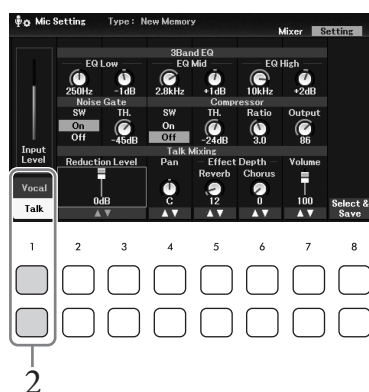 Mic Setting Type : New Memory
Mixer Setting
3Band EQ
EQ Low EQ Mid EQ High
250Hz -1dB 2.8kHz +1dB 10kHz +2dB
Noise Gate Compressor
SW TH. SW TH. Ratio Output
On On
Off -45dB Off -24dB 3.0 86
Input Level
Talk Mixing
Reduction Level Pan Effect Depth Volume
Reverb Chorus
0dB C 12 0 100
Vocal
Talk
Select & Save
1 2 3 4 5 6 7 8
2